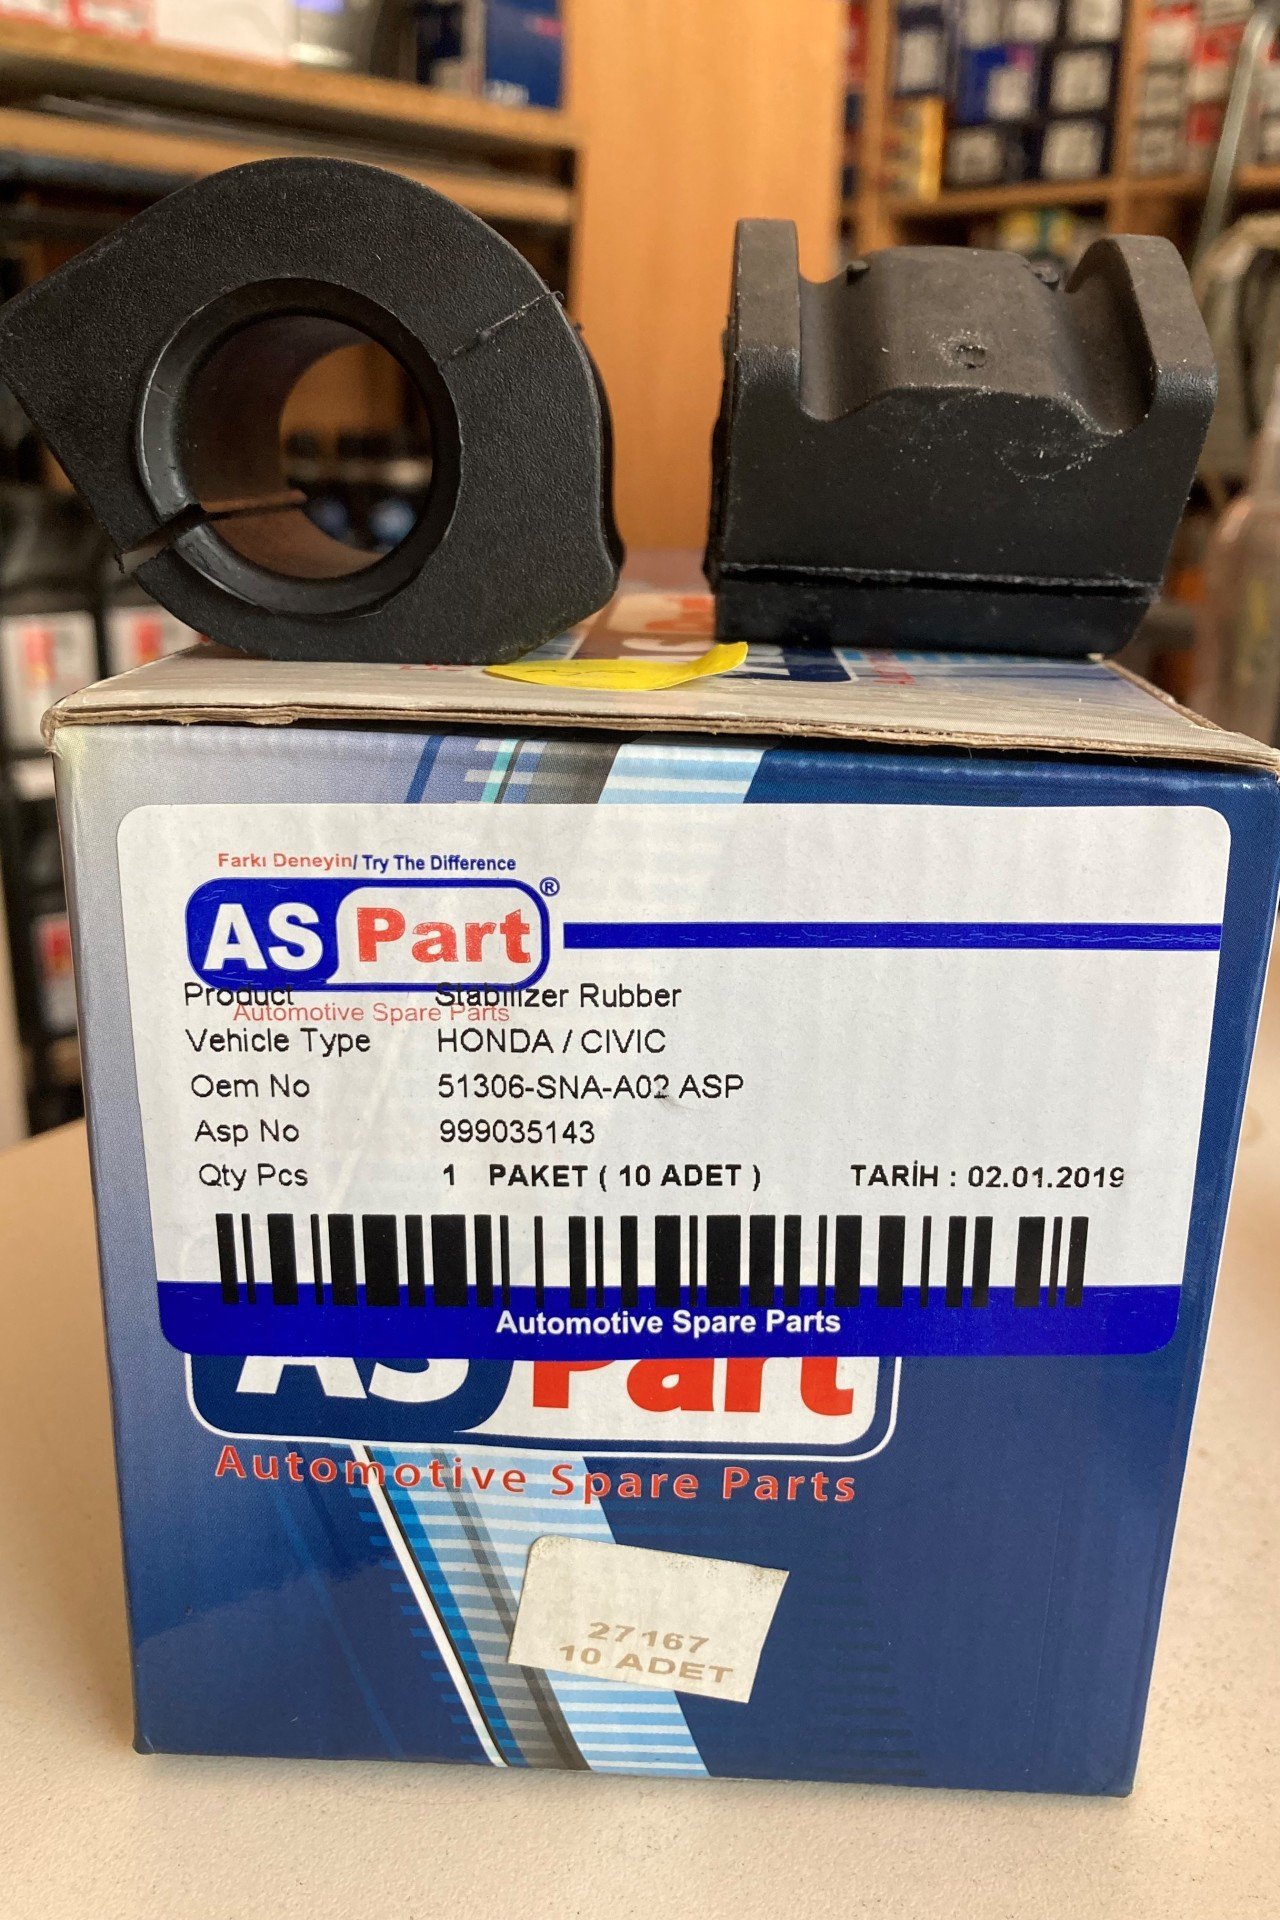 Farkı Deneyin/ Try The Difference
AS Part ®
Automotive Spare Parts
Product Stabilizer Rubber
Vehicle Type HONDA / CIVIC
Oem No 51306-SNA-A02 ASP
Asp No 999035143
Qty Pcs 1 PAKET ( 10 ADET ) TARİH : 02.01.2019
Automotive Spare Parts
AS Part
Automotive Spare Parts
27167
10 ADET